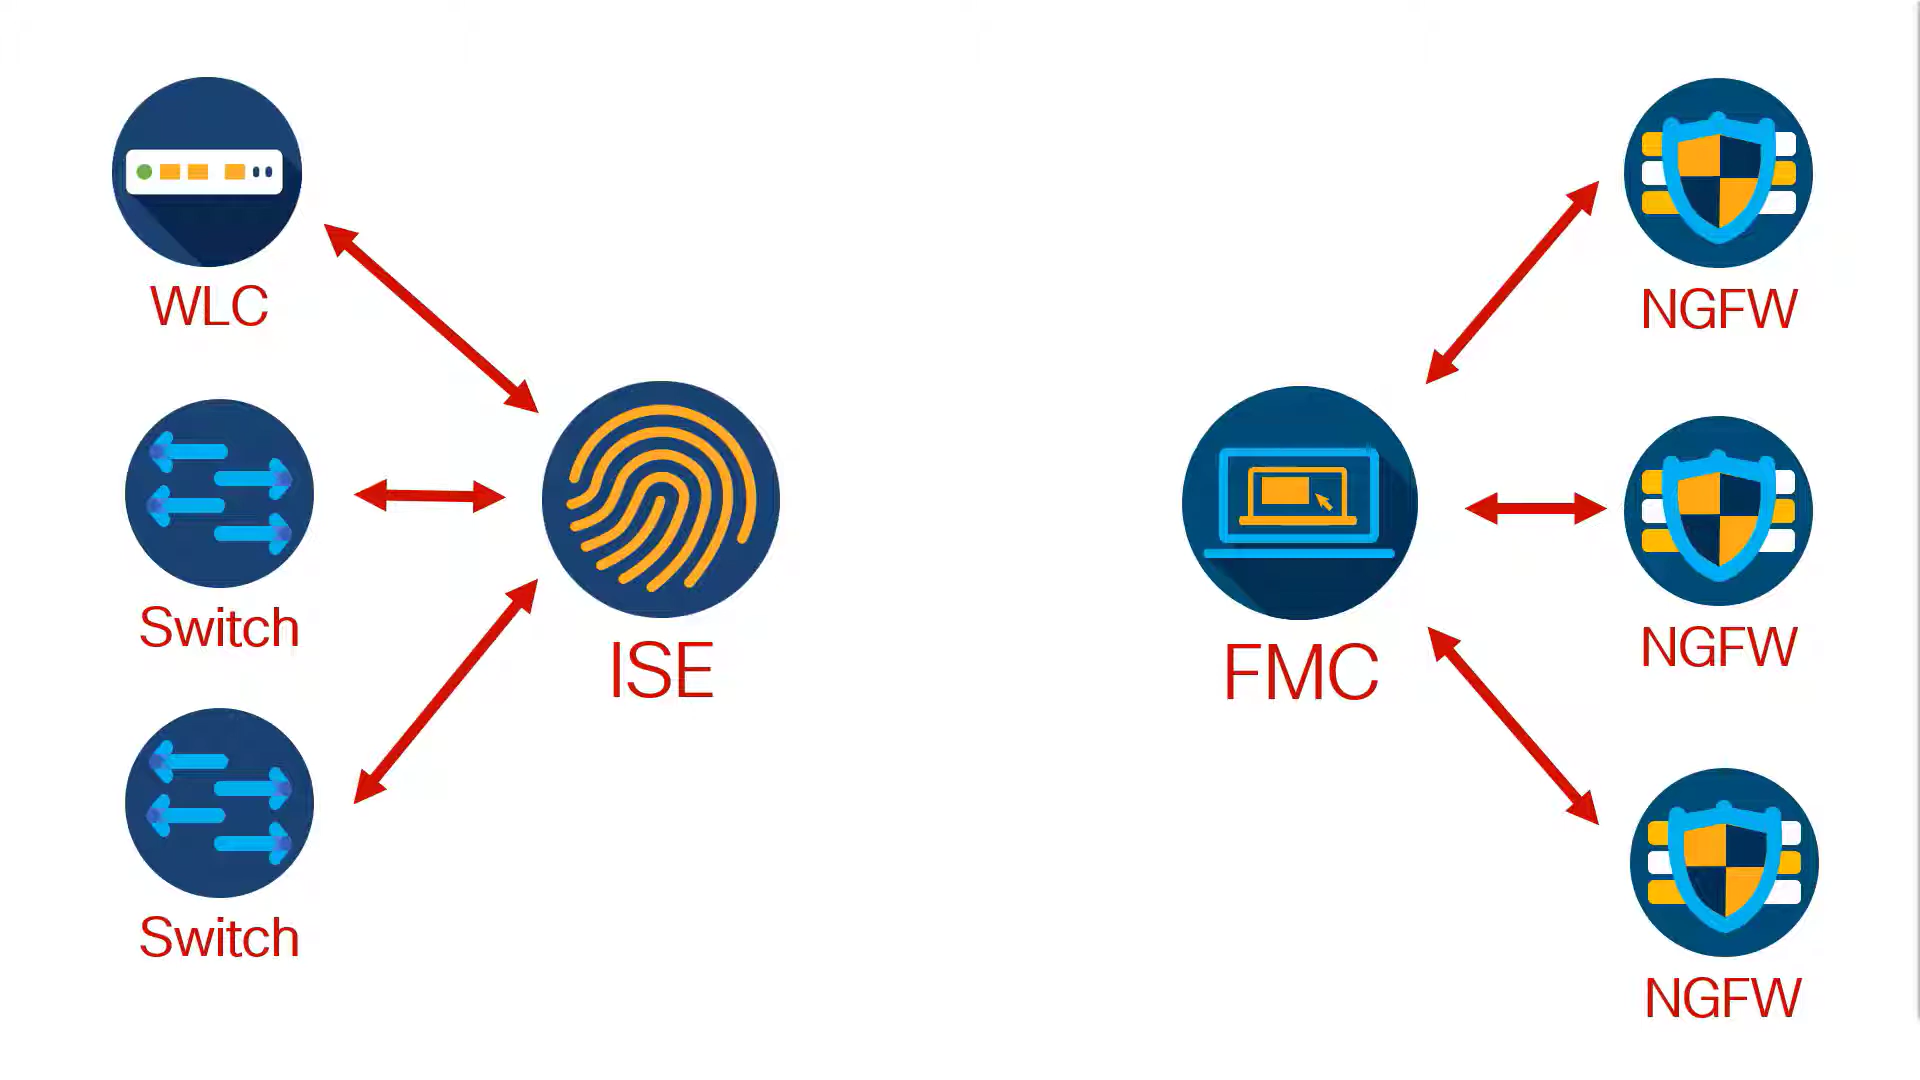 WLC
Switch
Switch
ISE
FMC
NGFW
NGFW
NGFW